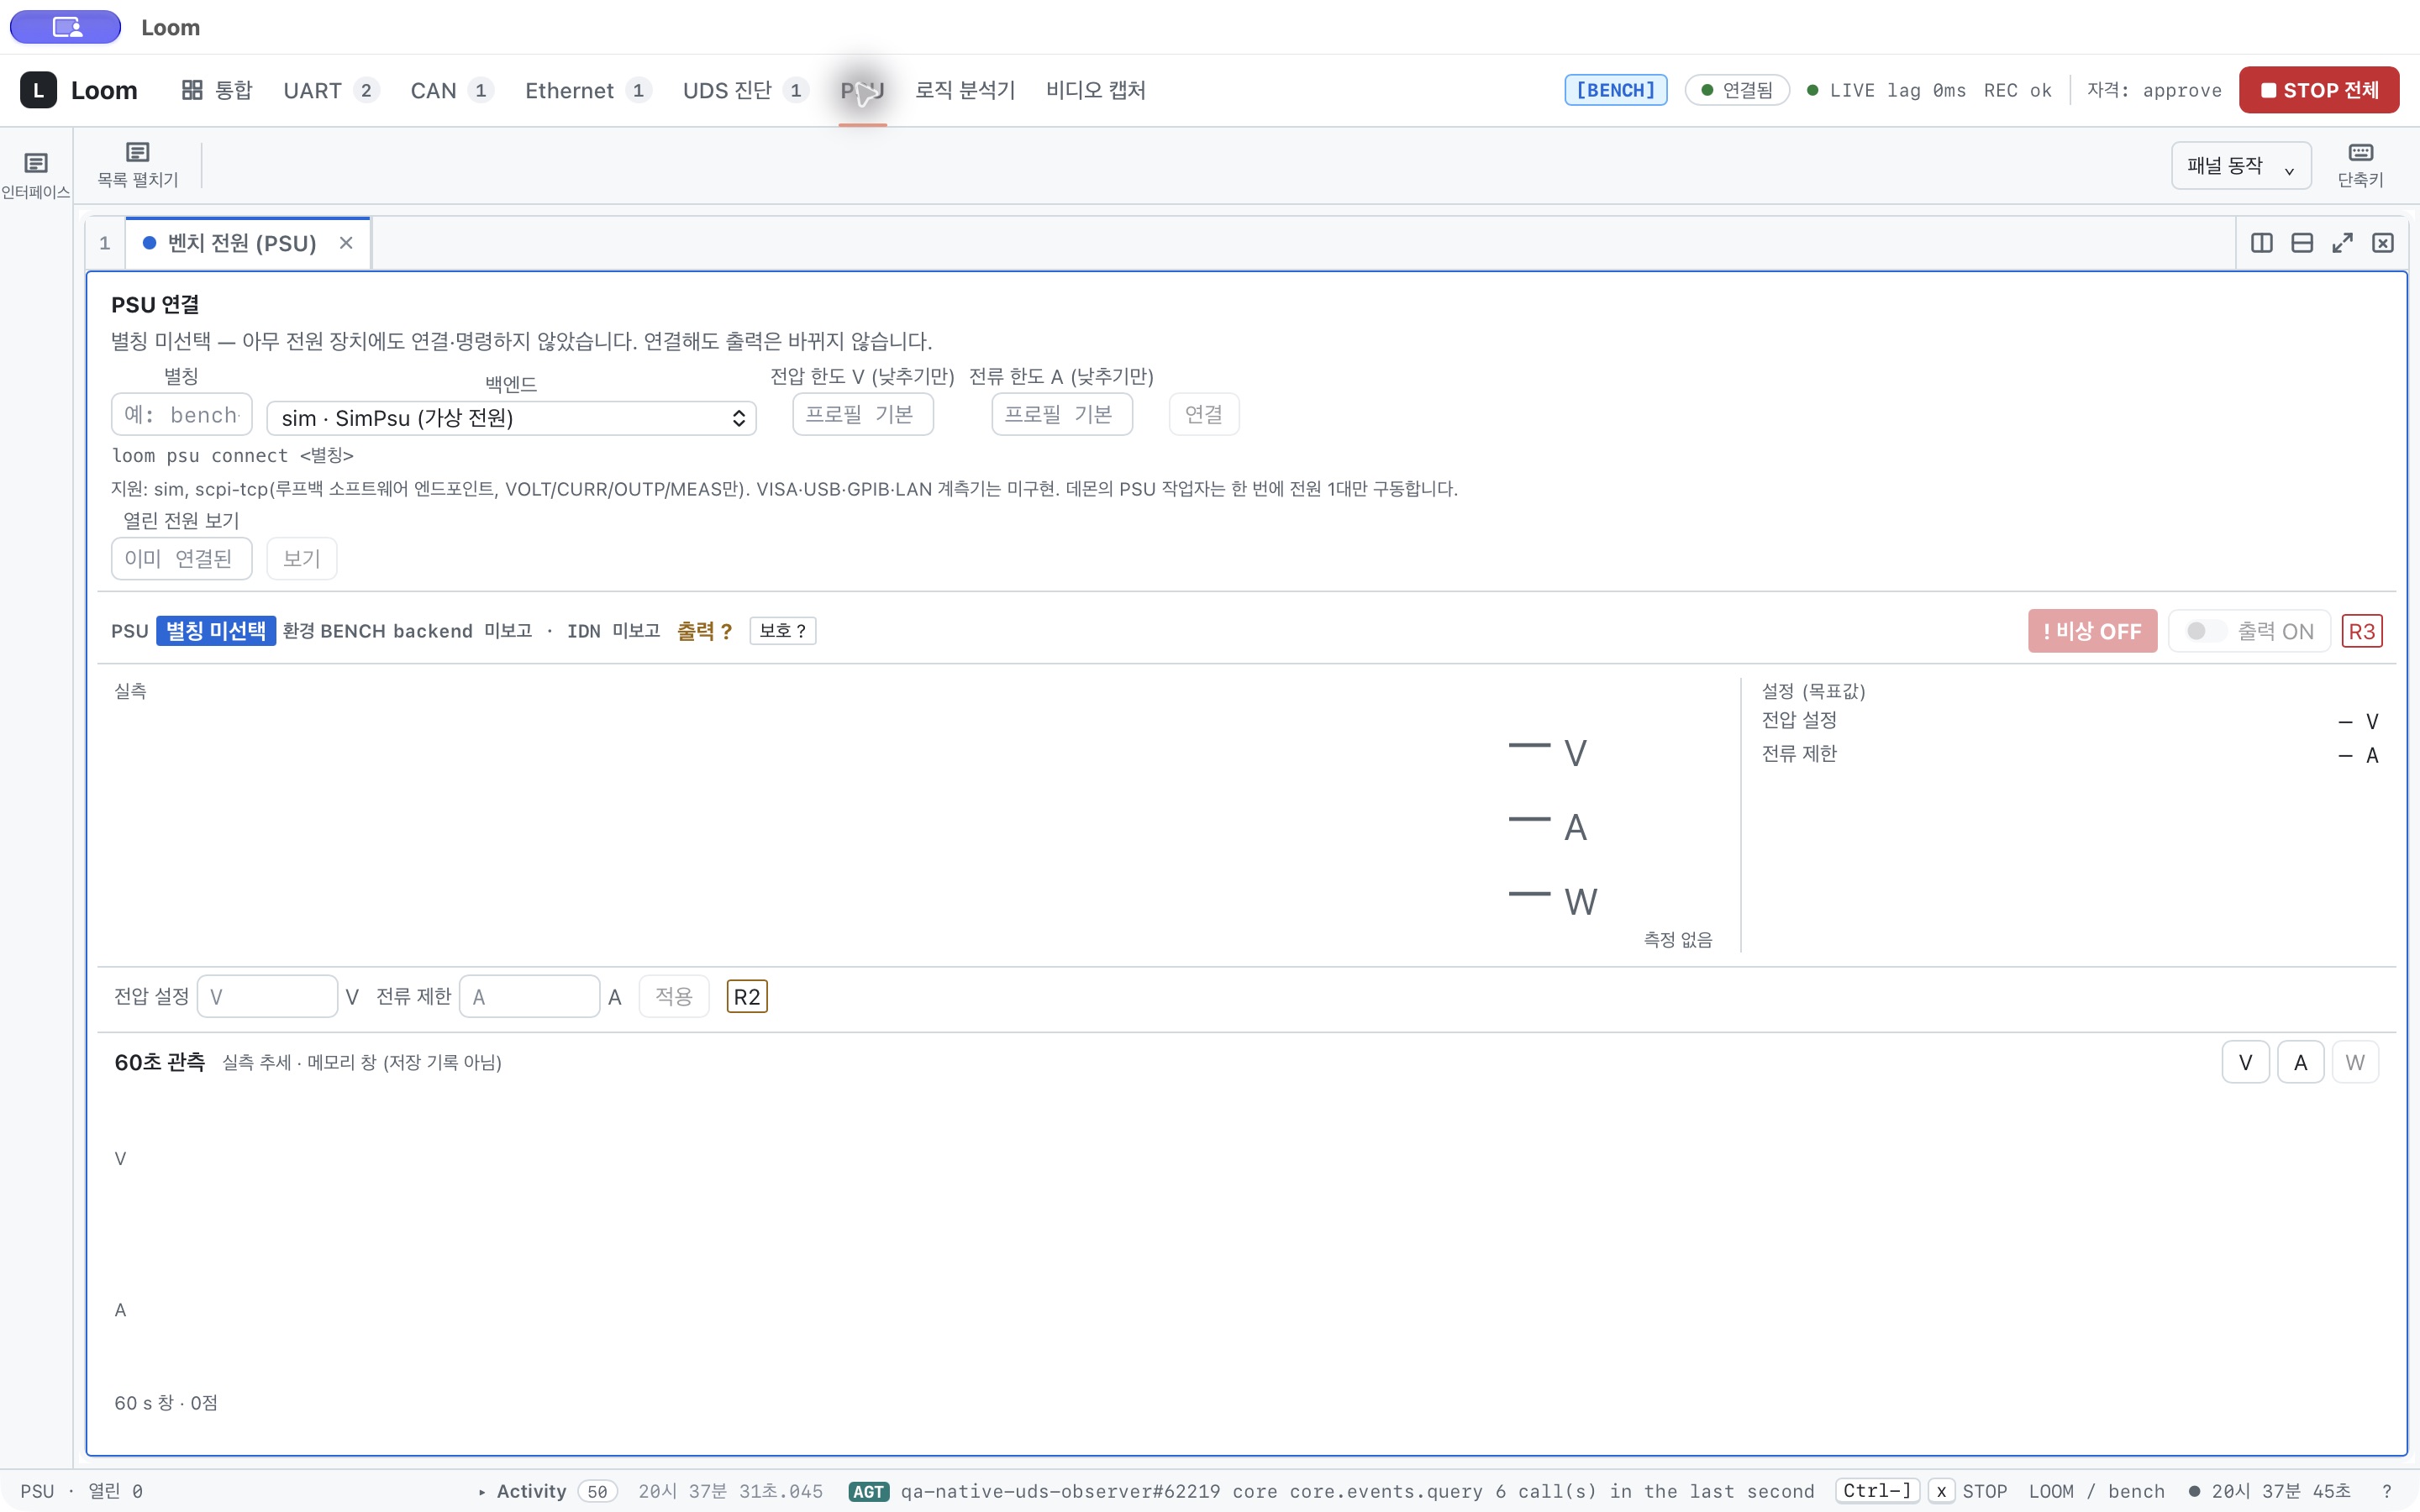 Loom
L Loom 통합 UART 2 CAN 1 Ethernet 1 UDS 진단 1 PSU 로직 분석기 비디오 캡처 [BENCH] 연결됨 LIVE lag 0ms REC ok 자격: approve STOP 전체
인터페이스
목록 펼치기
패널 동작
단축키
1 벤치 전원 (PSU)
PSU 연결
별칭 미선택 — 아무 전원 장치에도 연결·명령하지 않았습니다. 연결해도 출력은 바뀌지 않습니다.
별칭 백엔드 전압 한도 V (낮추기만) 전류 한도 A (낮추기만)
예: bench- sim · SimPsu (가상 전원) 프로필 기본 프로필 기본 연결
loom psu connect <별칭>
지원: sim, scpi-tcp(루프백 소프트웨어 엔드포인트, VOLT/CURR/OUTP/MEAS만). VISA·USB·GPIB·LAN 계측기는 미구현. 데몬의 PSU 작업자는 한 번에 전원 1대만 구동합니다.
열린 전원 보기
이미 연결된 보기
PSU 별칭 미선택 환경 BENCH backend 미보고 · IDN 미보고 출력 ? 보호 ? ! 비상 OFF 출력 ON R3
실측
— V
— A
— W
측정 없음
설정 (목표값)
전압 설정 — V
전류 제한 — A
전압 설정 V V 전류 제한 A A 적용 R2
60초 관측 실측 추세 · 메모리 창 (저장 기록 아님) V A W
V
A
60 s 창 · 0점
PSU · 열린 0 ▸ Activity 50 20시 37분 31초.045 AGT qa-native-uds-observer#62219 core core.events.query 6 call(s) in the last second Ctrl-] x STOP LOOM / bench ● 20시 37분 45초 ?